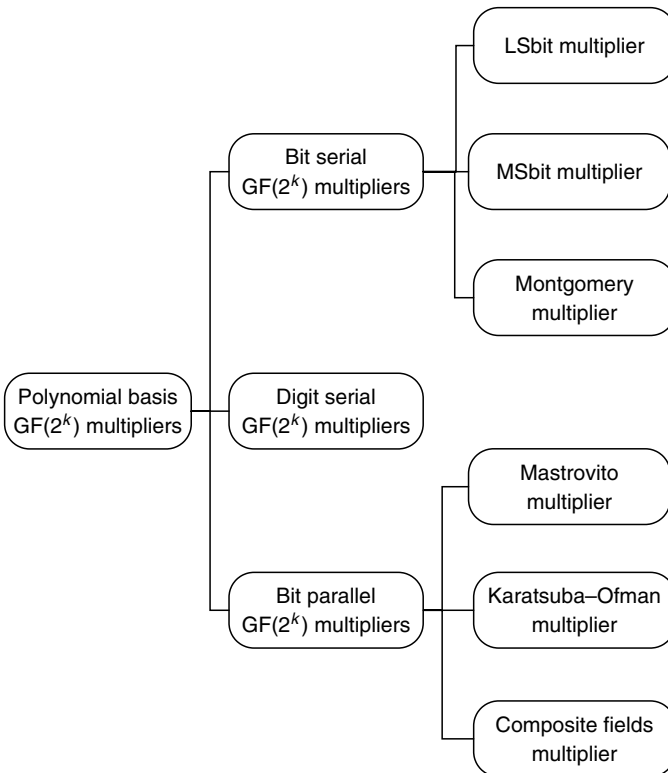 LSbit multiplier
Bit serial
GF(2^k) multipliers
MSbit multiplier
Montgomery
multiplier
Polynomial basis
GF(2^k) multipliers
Digit serial
GF(2^k) multipliers
Mastrovito
multiplier
Bit parallel
GF(2^k) multipliers
Karatsuba–Ofman
multiplier
Composite fields
multiplier